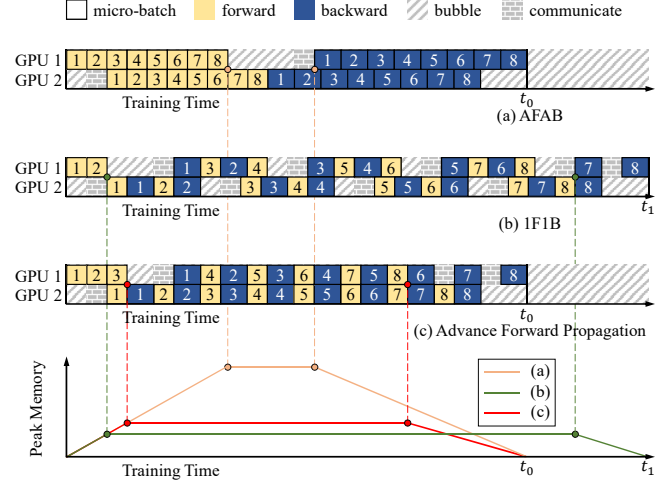 micro-batch forward backward bubble communicate
GPU 1 1 2 3 4 5 6 7 8 1 2 3 4 5 6 7 8
GPU 2 1 2 3 4 5 6 7 8 1 2 3 4 5 6 7 8
Training Time t0
(a) AFAB
GPU 1 1 2 1 3 2 4 3 5 4 6 5 7 6 8 7 8
GPU 2 1 1 2 2 3 3 4 4 5 5 6 6 7 7 8 8
Training Time t1
(b) 1F1B
GPU 1 1 2 3 1 4 2 5 3 6 4 7 5 8 6 7 8
GPU 2 1 1 2 2 3 3 4 4 5 5 6 6 7 7 8 8
Training Time t0
(c) Advance Forward Propagation
Peak Memory
(a)
(b)
(c)
Training Time t0 t1